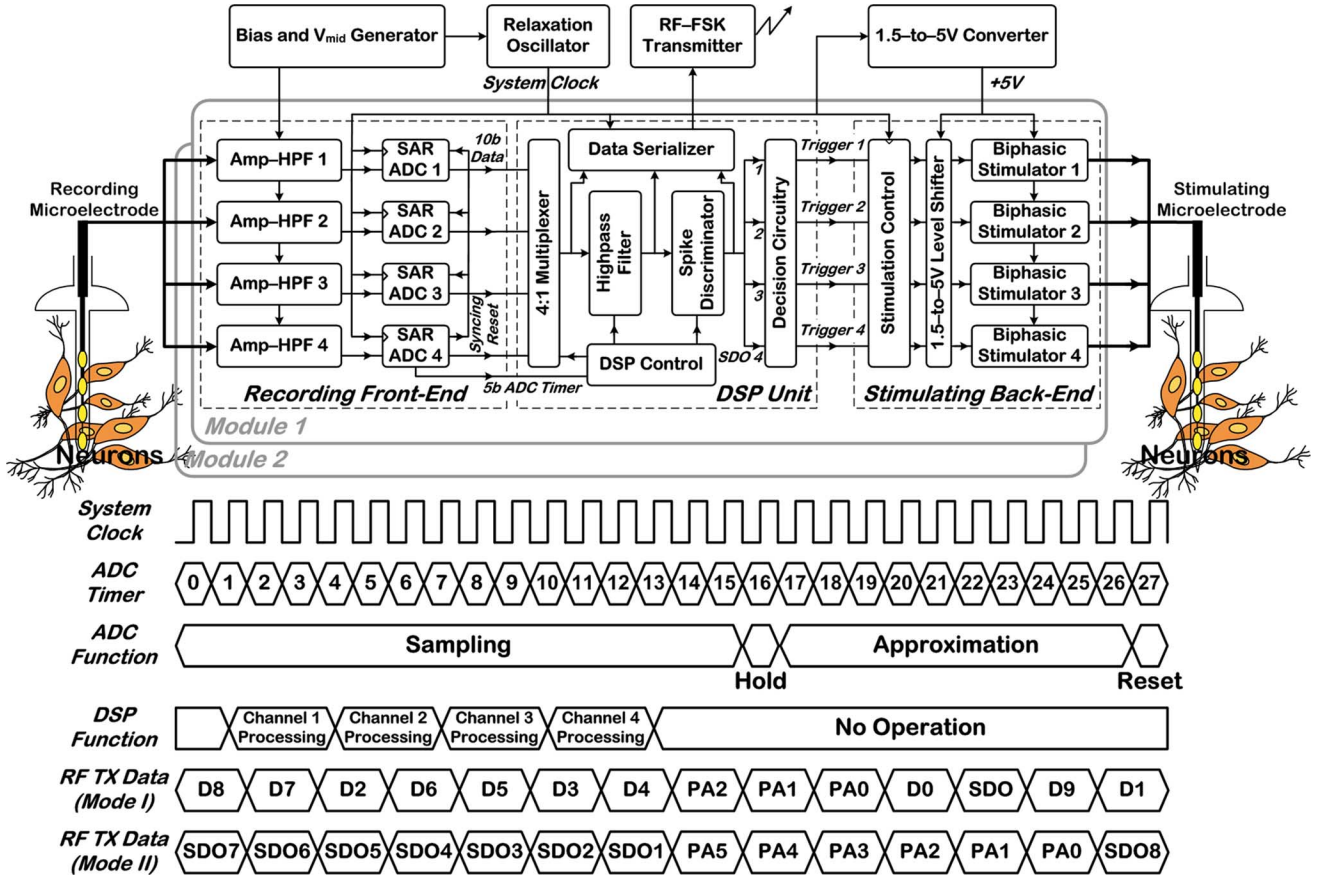 Bias and Vmid Generator
Relaxation
Oscillator
RF–FSK
Transmitter
1.5–to–5V Converter
System Clock
+5V
Recording
Microelectrode
Amp–HPF 1
Amp–HPF 2
Amp–HPF 3
Amp–HPF 4
SAR
ADC 1
SAR
ADC 2
SAR
ADC 3
SAR
ADC 4
10b
Data
Syncing
Reset
5b ADC Timer
Recording Front-End
4:1 Multiplexer
Data Serializer
Highpass
Filter
Spike
Discriminator
DSP Control
1
2
3
SDO 4
Decision Circuitry
DSP Unit
Trigger 1
Trigger 2
Trigger 3
Trigger 4
Stimulation Control
1.5–to–5V Level Shifter
Biphasic
Stimulator 1
Biphasic
Stimulator 2
Biphasic
Stimulator 3
Biphasic
Stimulator 4
Stimulating Back-End
Stimulating
Microelectrode
Module 1
Module 2
Neurons
Neurons
System
Clock
ADC
Timer
0 1 2 3 4 5 6 7 8 9 10 11 12 13 14 15 16 17 18 19 20 21 22 23 24 25 26 27
ADC
Function
Sampling
Hold
Approximation
Reset
DSP
Function
Channel 1
Processing
Channel 2
Processing
Channel 3
Processing
Channel 4
Processing
No Operation
RF TX Data
(Mode I)
D8 D7 D2 D6 D5 D3 D4 PA2 PA1 PA0 D0 SDO D9 D1
RF TX Data
(Mode II)
SDO7 SDO6 SDO5 SDO4 SDO3 SDO2 SDO1 PA5 PA4 PA3 PA2 PA1 PA0 SDO8